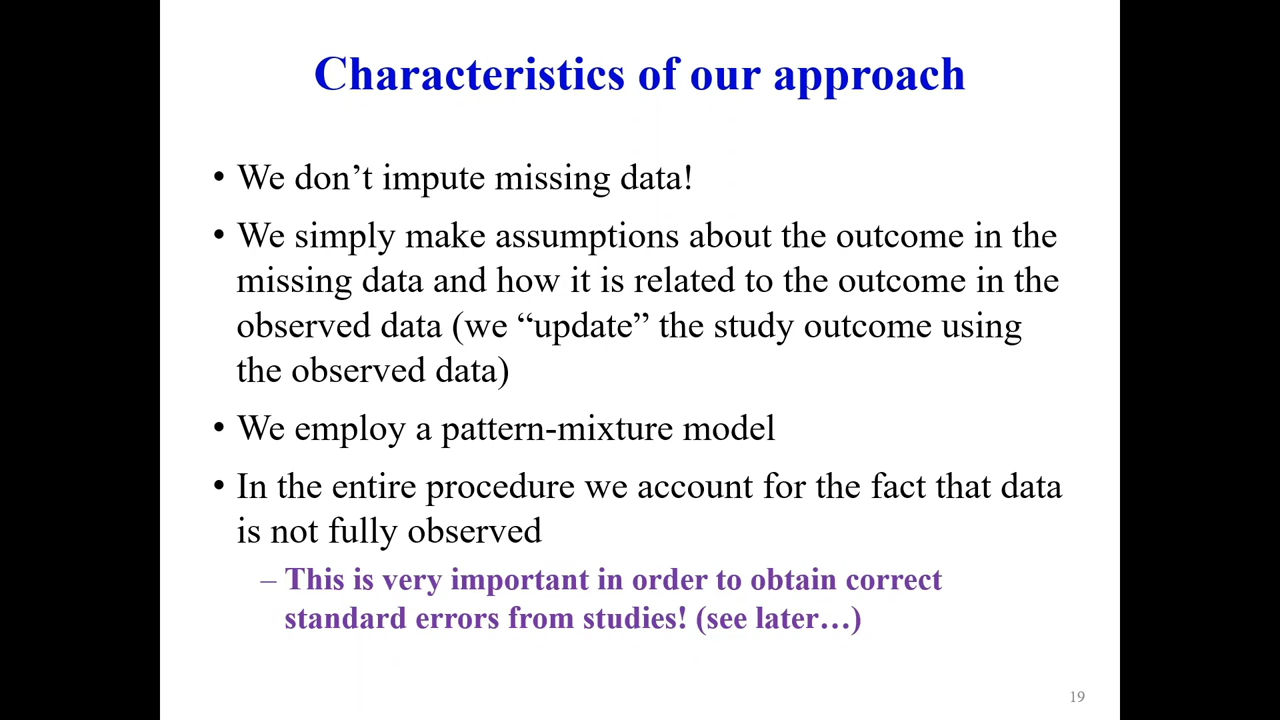 Characteristics of our approach
• We don’t impute missing data!
• We simply make assumptions about the outcome in the
missing data and how it is related to the outcome in the
observed data (we “update” the study outcome using
the observed data)
• We employ a pattern-mixture model
• In the entire procedure we account for the fact that data
is not fully observed
– This is very important in order to obtain correct
standard errors from studies! (see later…)
19